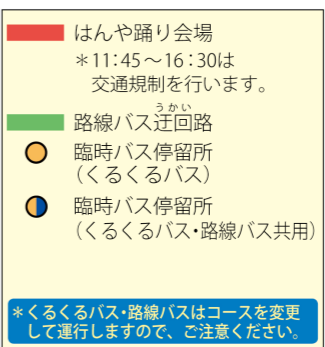 はんや踊り会場
＊11:45～16:30は
交通規制を行います。
うかい
路線バス迂回路
臨時バス停留所
（くるくるバス）
臨時バス停留所
（くるくるバス・路線バス共用）
＊くるくるバス・路線バスはコースを変更
して運行しますので、ご注意ください。